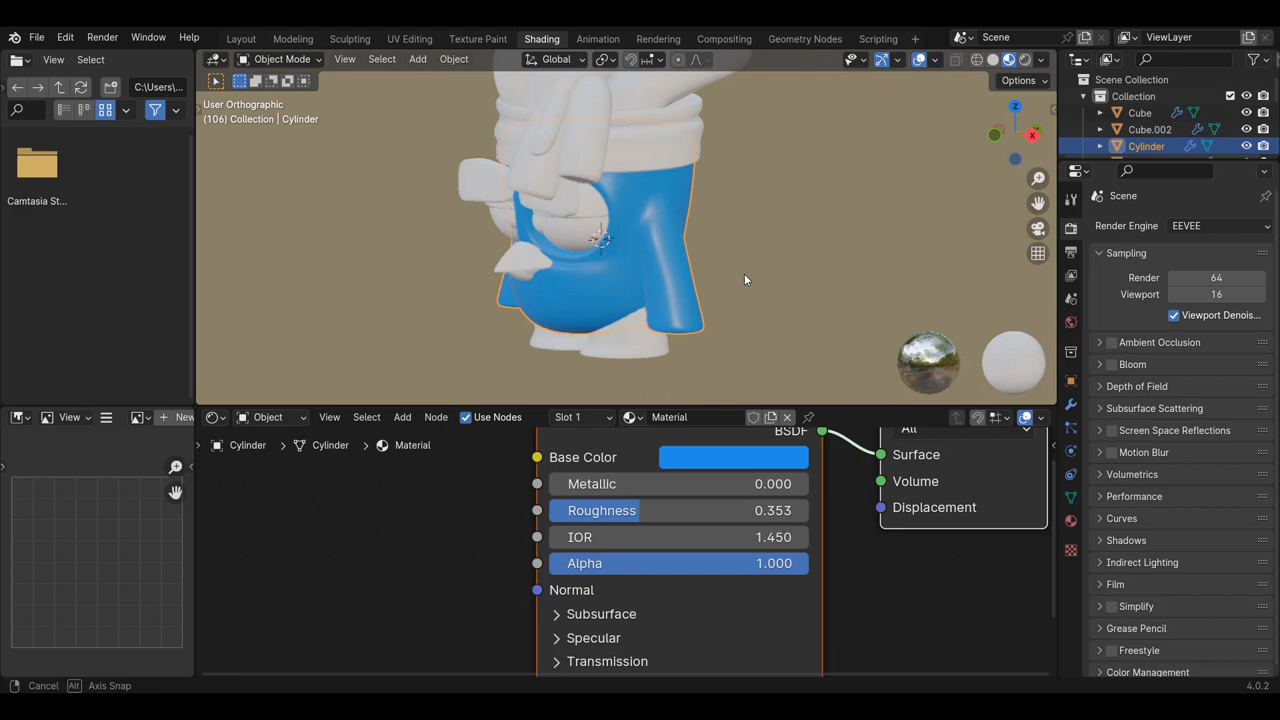 File Edit Render Window Help Layout Modeling Sculpting UV Editing Texture Paint Shading Animation Rendering Compositing Geometry Nodes Scripting + Scene ViewLayer
View Select Object Mode View Select Add Object Global
C:\Users\... Options
User Orthographic
(106) Collection | Cylinder
Z
X
Camtasia St...
Scene Collection
Collection
Cube
Cube.002
Cylinder
Scene
Render Engine EEVEE
Sampling
Render 64
Viewport 16
Viewport Denois...
Ambient Occlusion
Bloom
Depth of Field
Subsurface Scattering
Screen Space Reflections
Motion Blur
Volumetrics
Performance
Curves
Shadows
Indirect Lighting
Film
Simplify
Grease Pencil
Freestyle
Color Management
View New Object View Select Add Node Use Nodes Slot 1 Material
Cylinder > Cylinder > Material
BSDF
Base Color
Metallic 0.000
Roughness 0.353
IOR 1.450
Alpha 1.000
Normal
Subsurface
Specular
Transmission
All
Surface
Volume
Displacement
Cancel Alt Axis Snap 4.0.2